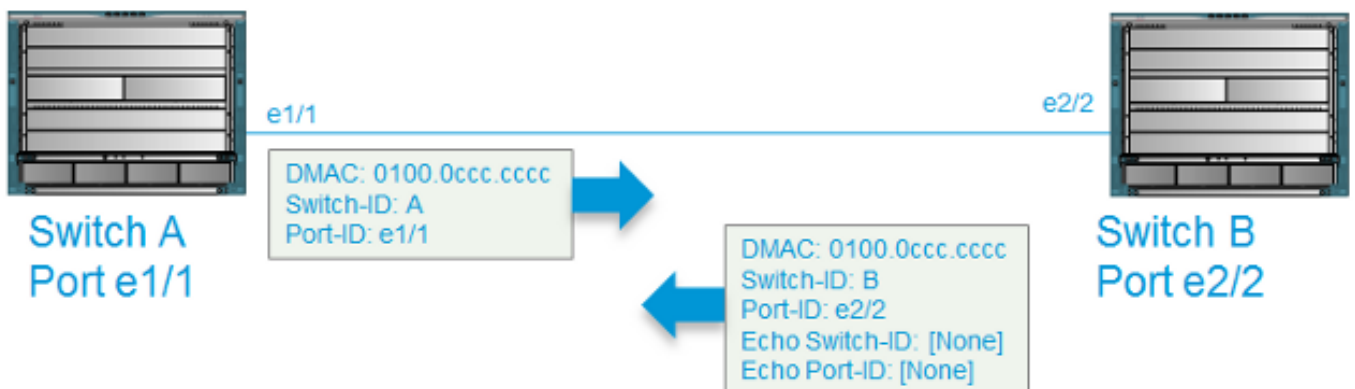 e1/1
e2/2
DMAC: 0100.0ccc.cccc
Switch-ID: A
Port-ID: e1/1
Switch A
Port e1/1
DMAC: 0100.0ccc.cccc
Switch-ID: B
Port-ID: e2/2
Echo Switch-ID: [None]
Echo Port-ID: [None]
Switch B
Port e2/2